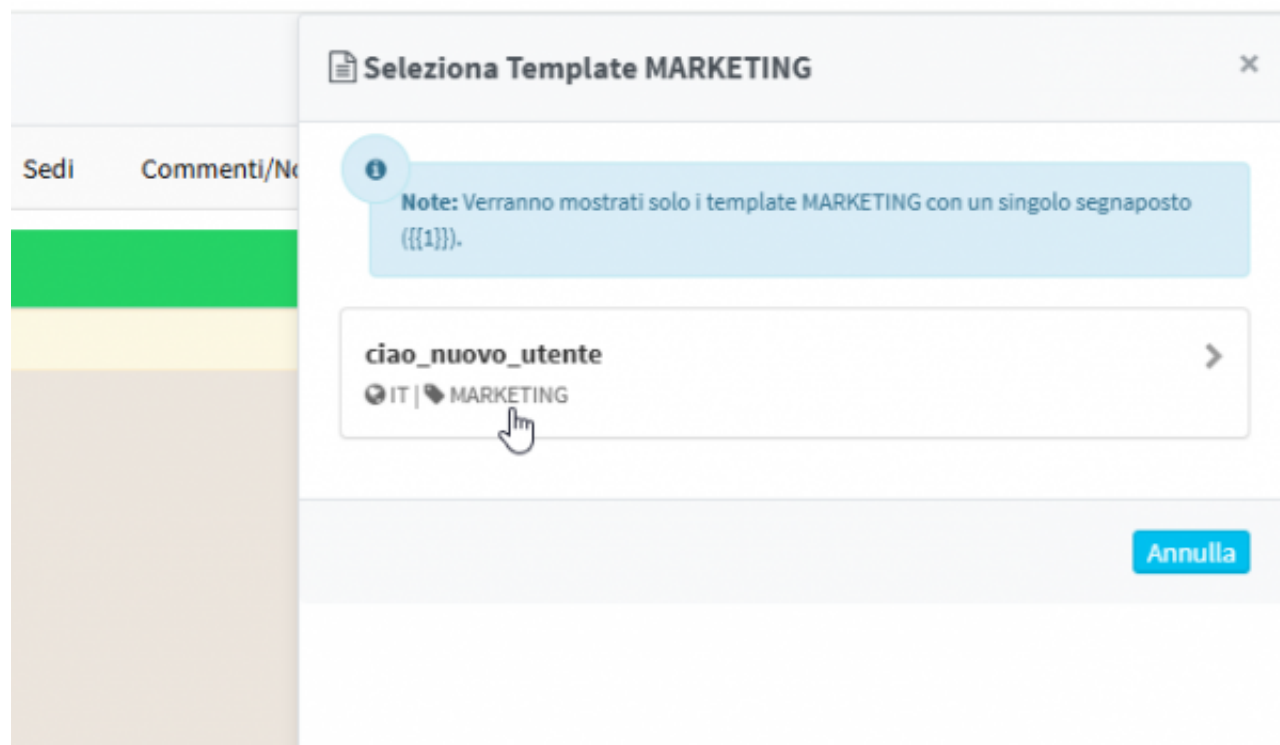 Seleziona Template MARKETING
×
Sedi
Commenti/No
Note: Verranno mostrati solo i template MARKETING con un singolo segnaposto
({{1}}).
ciao_nuovo_utente
IT | MARKETING
Annulla